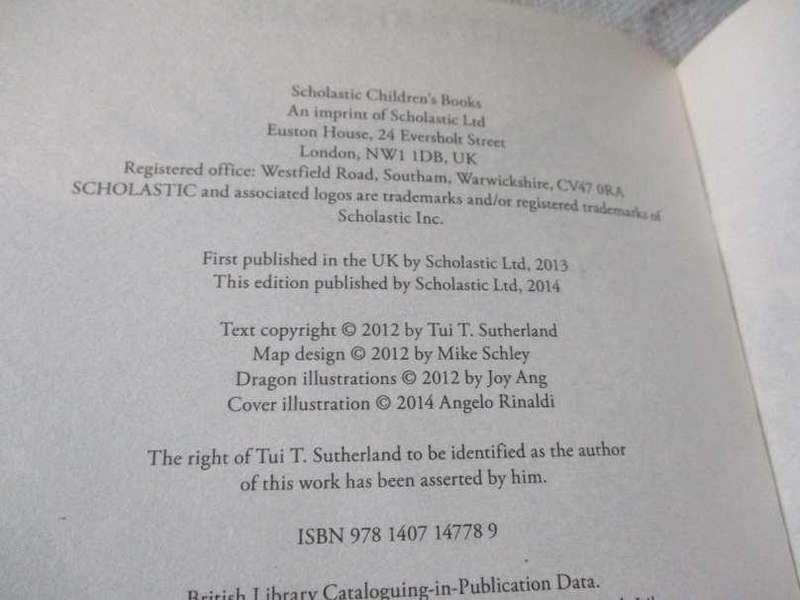 Scholastic Children's Books
An imprint of Scholastic Ltd
Euston House, 24 Eversholt Street
London, NW1 1DB, UK
Registered office: Westfield Road, Southam, Warwickshire, CV47 0RA
SCHOLASTIC and associated logos are trademarks and/or registered trademarks of
Scholastic Inc.
First published in the UK by Scholastic Ltd, 2013
This edition published by Scholastic Ltd, 2014
Text copyright © 2012 by Tui T. Sutherland
Map design © 2012 by Mike Schley
Dragon illustrations © 2012 by Joy Ang
Cover illustration © 2014 Angelo Rinaldi
The right of Tui T. Sutherland to be identified as the author
of this work has been asserted by him.
ISBN 978 1407 14778 9
British Library Cataloguing-in-Publication Data.